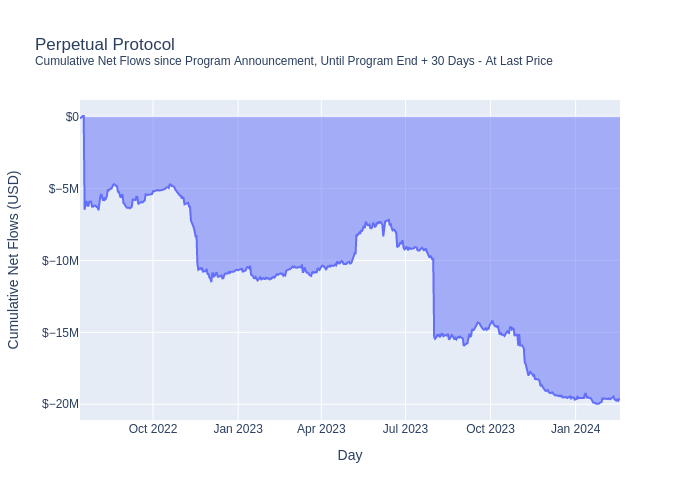 Perpetual Protocol
Cumulative Net Flows since Program Announcement, Until Program End + 30 Days - At Last Price
Cumulative Net Flows (USD)
$0
$−5M
$−10M
$−15M
$−20M
Oct 2022
Jan 2023
Apr 2023
Jul 2023
Oct 2023
Jan 2024
Day